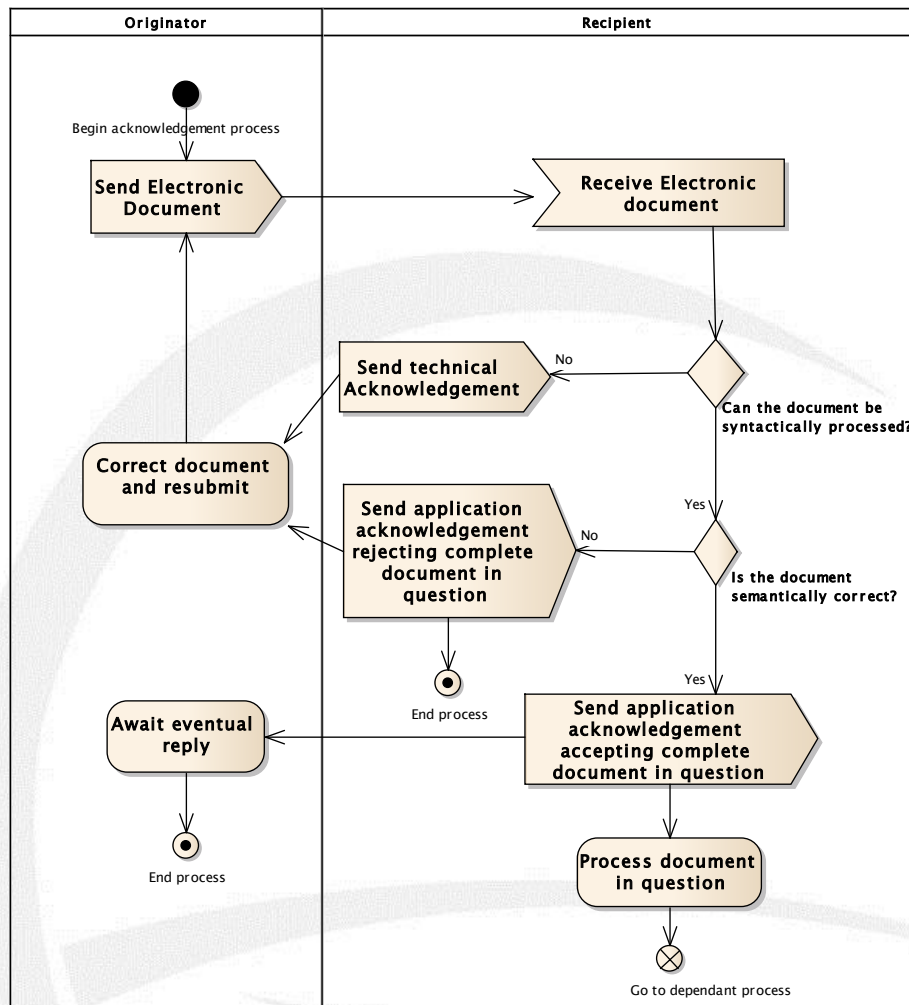 Originator
Recipient
Begin acknowledgement process
Send Electronic
Document
Receive Electronic
document
Can the document be
syntactically processed?
No
Send technical
Acknowledgement
Correct document
and resubmit
Yes
Is the document
semantically correct?
No
Send application
acknowledgement
rejecting complete
document in
question
End process
Yes
Send application
acknowledgement
accepting complete
document in question
Await eventual
reply
End process
Process document
in question
Go to dependant process